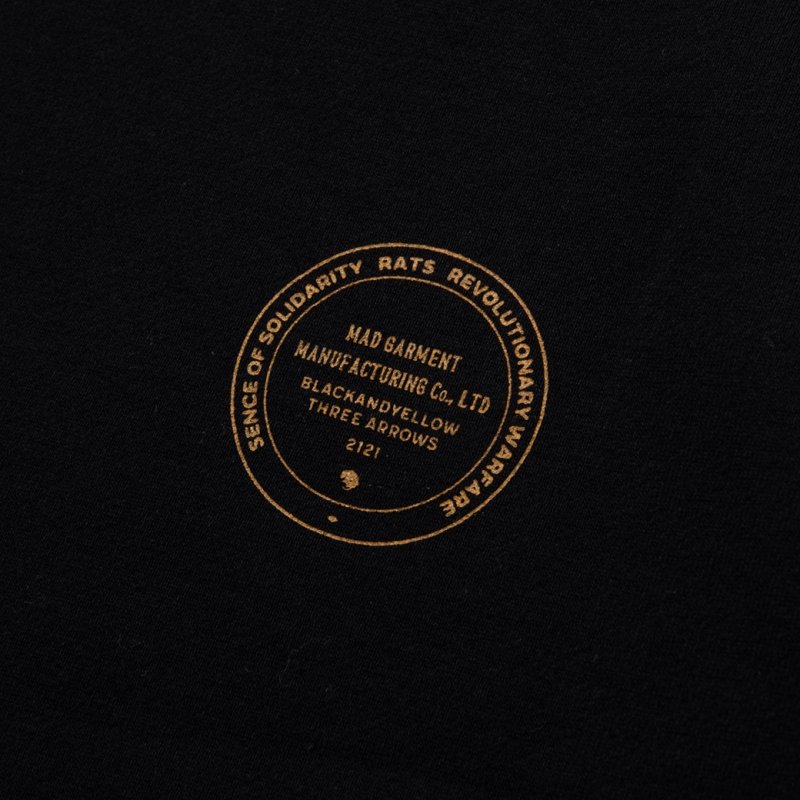 SENCE OF SOLIDARITY RATS REVOLUTIONARY WARFARE
MAD GARMENT
MANUFACTURING Co., LTD
BLACKANDYELLOW
THREE ARROWS
2121